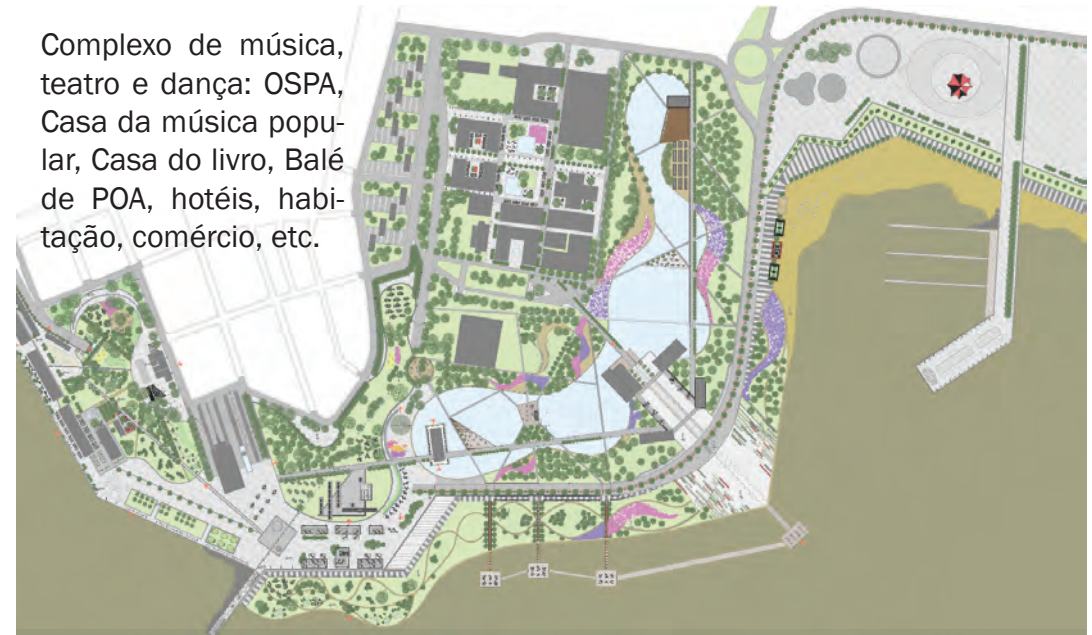 Complexo de música,
teatro e dança: OSPA,
Casa da música popu-
lar, Casa do livro, Balé
de POA, hotéis, habi-
tação, comércio, etc.